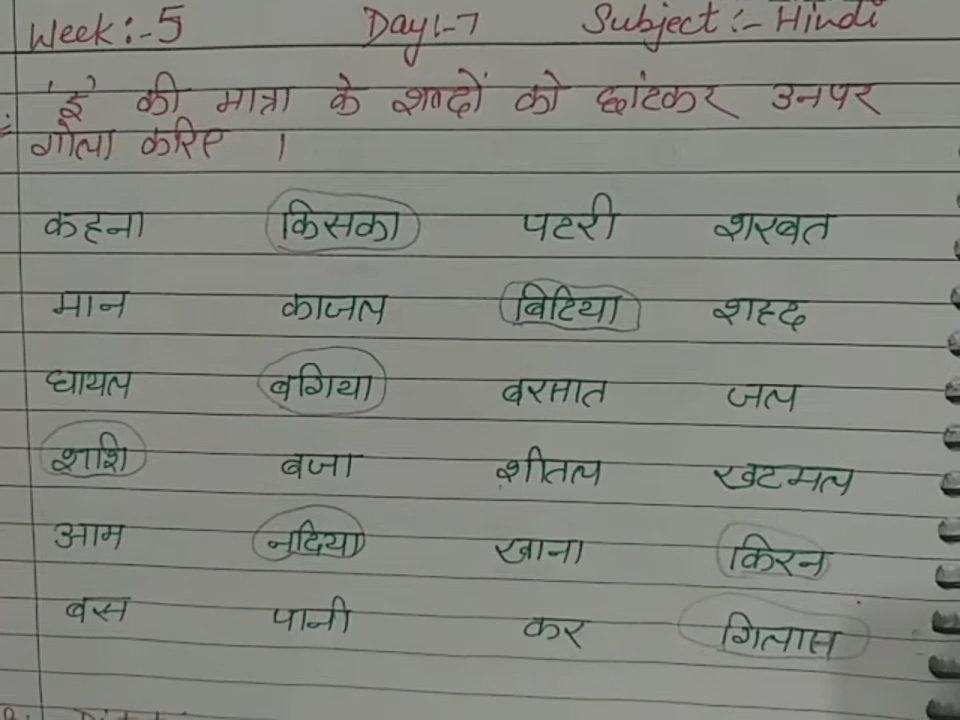 Week:-5 Day:-7 Subject:- Hindi
'इ' की मात्रा के शब्दों को छांटकर उनपर
गोला करिए ।
कहना किसका पटरी शरबत
मान काजल बिटिया शहद
घायल बगिया बरसात जल
शशि बजा शीतल खटमल
आम नदिया खाना किरन
बस पानी कर गिलास